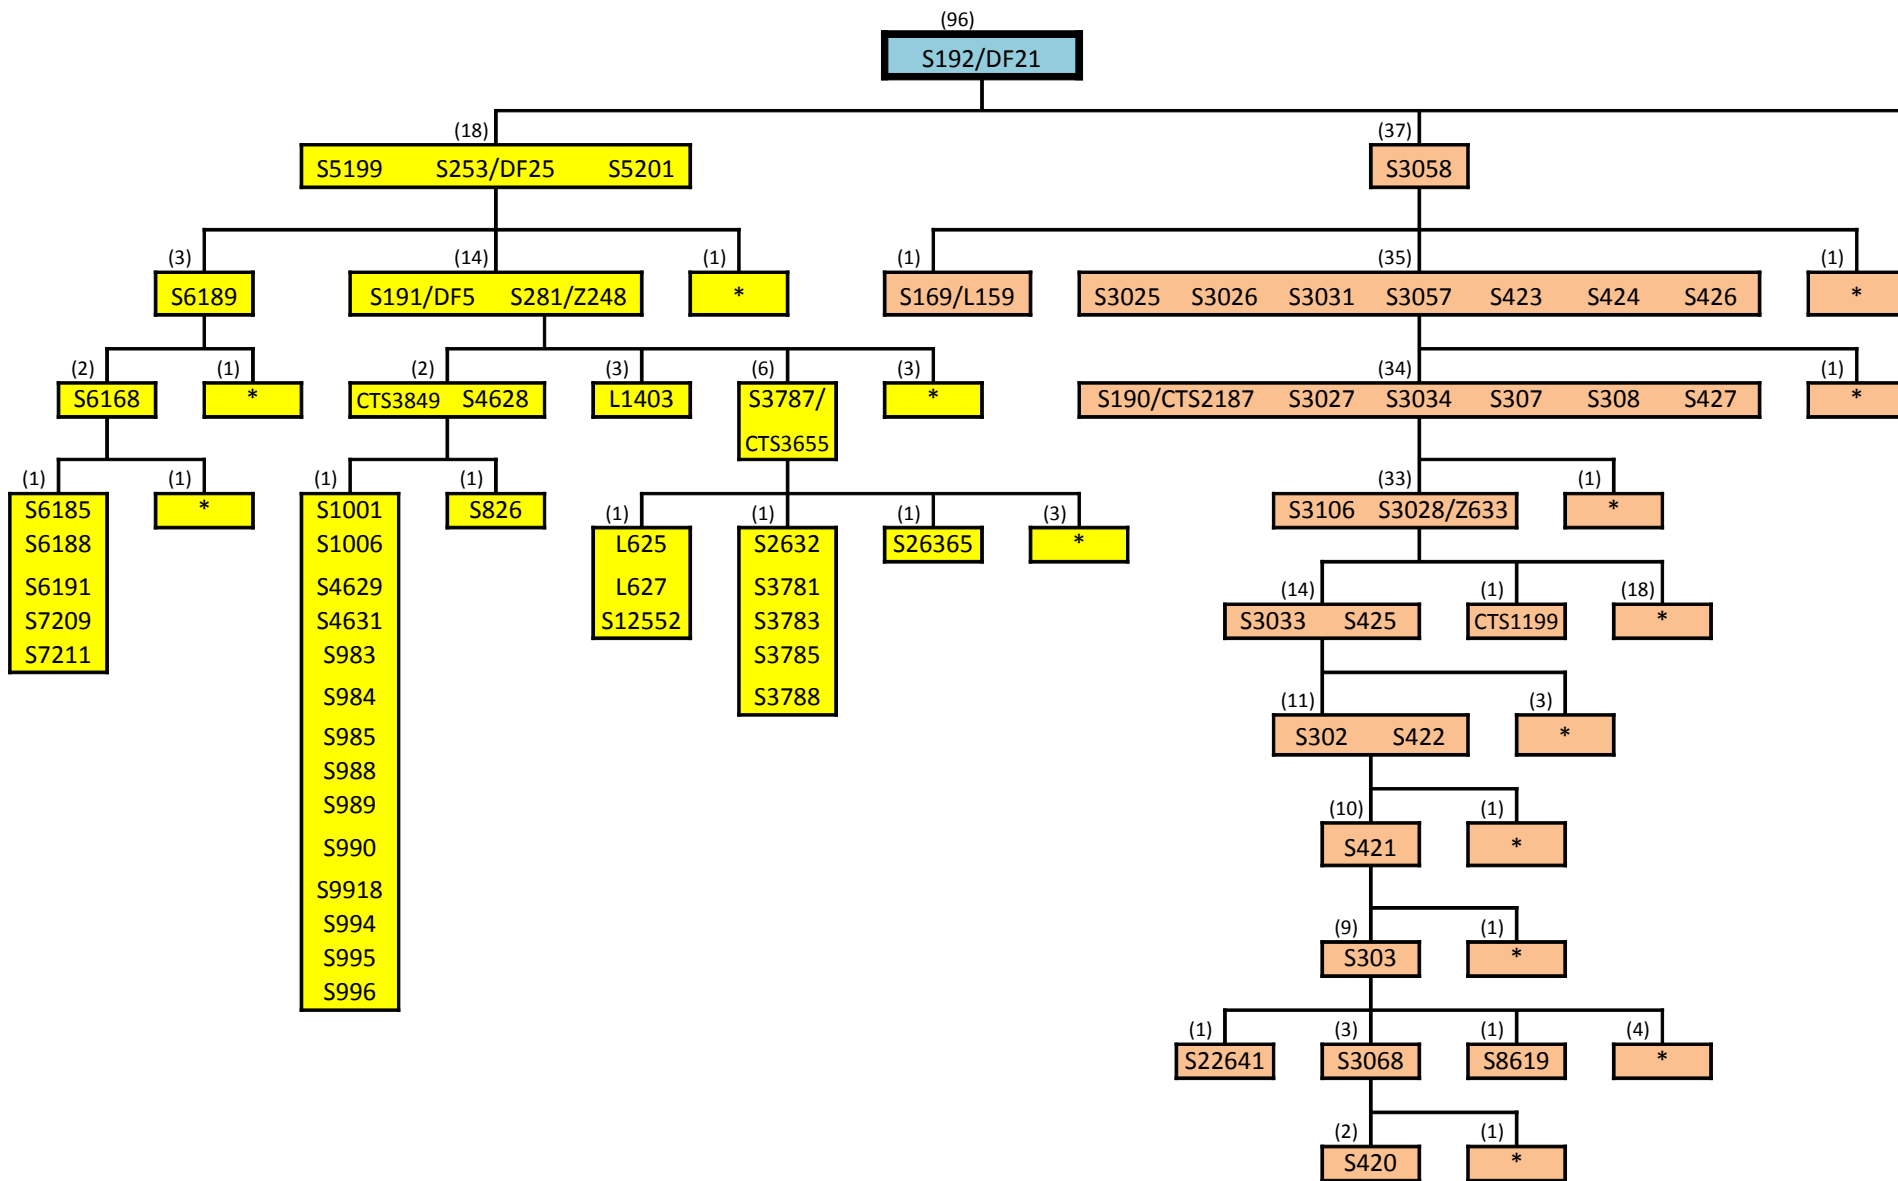 (96)
S192/DF21
(18) (37)
S5199 S253/DF25 S5201 S3058
(3) (14) (1) (1) (35) (1)
S6189 S191/DF5 S281/Z248 * S169/L159 S3025 S3026 S3031 S3057 S423 S424 S426 *
(2) (1) (2) (3) (6) (3) (34) (1)
S6168 * CTS3849 S4628 L1403 S3787/ * S190/CTS2187 S3027 S3034 S307 S308 S427 *
CTS3655
(1) (1) (1) (1) (33) (1)
S6185 * S1001 S826 S3106 S3028/Z633 *
(1) (1) (1) (3)
S6188 S1006 L625 S2632 S26365 *
S6191 S4629 L627 S3781
(14) (1) (18)
S7209 S4631 S12552 S3783 S3033 S425 CTS1199 *
S7211 S983 S3785
S984 S3788
(11) (3)
S985 S302 S422 *
S988
S989
(10) (1)
S990 S421 *
S9918
S994
(9) (1)
S995 S303 *
S996
(1) (3) (1) (4)
S22641 S3068 S8619 *
(2) (1)
S420 *